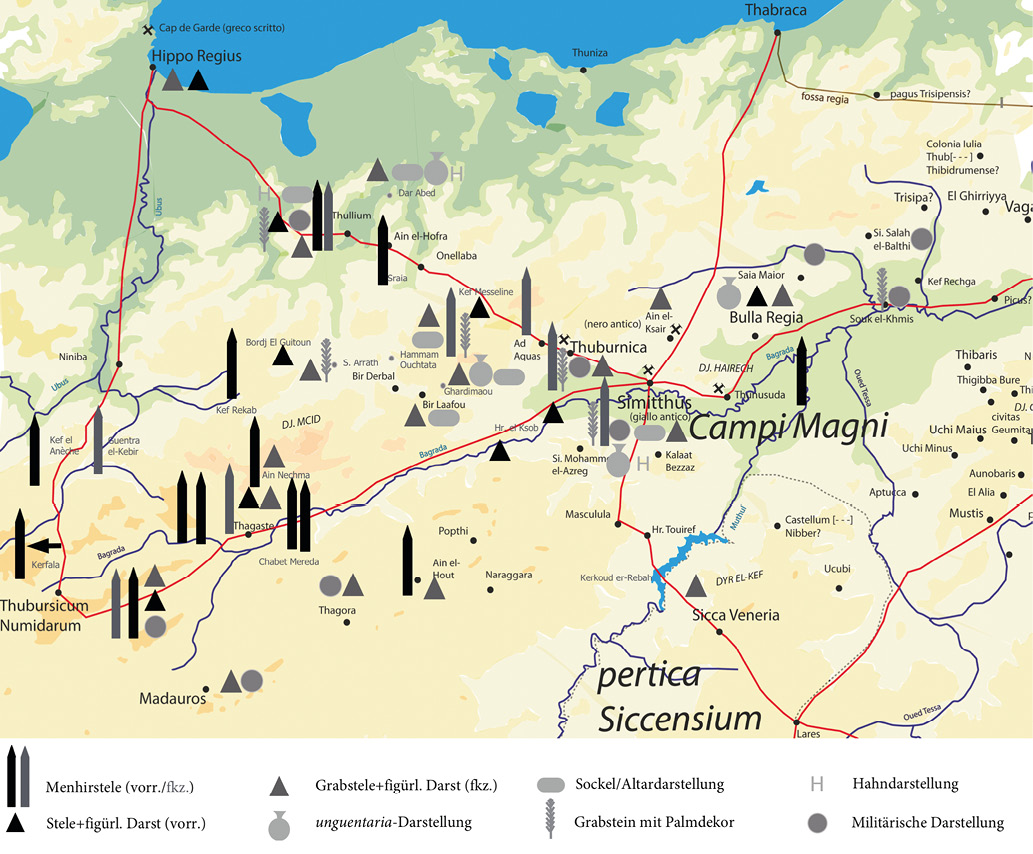 Cap de Garde (greco scritto)
Hippo Regius
Thabraca
Thuniza
fossa regia
pagus Trisipensis?
Ubus
Colonia Iulia
Thub[---]
Thibidrumense?
H
H
Dar Abed
Thullium
Trisipa?
El Ghirriyya
Vaga
Ain el-Hofra
Sraia
Onellaba
Si. Salah
el-Balthi
Saia Maior
Kef Rechga
Kef Messeline
Picus?
(nero antico)
Ain el-
Ksair
Bulla Regia
Souk el-Khmis
Bordj El Guitoun
Niniba
Hammam
Ouchtata
Ad
Aquas
Thuburnica
S. Arrath
Bir Derbal
Bagrada
Thibaris
N
Ubus
DJ. HAIRECH
Oued Tessa
Thigibba Bure
Thi
Ghardimaou
Thunusuda
DJ. G
Kef Rekab
Bir Laafou
Simitthus
(giallo antico)
Campi Magni
civitas
Geumita
DJ. MCID
Hr. el Ksob
Uchi Maius
Kef el
Anèche
Guentra
el-Kebir
Bagrada
Si. Mohamme
el-Azreg
H
Kalaat
Bezzaz
Uchi Minus
Ain Nechma
Aunobaris
Aptucca
El Alia
Masculula
Muthul
Castellum [---]
Nibber?
Mustis
Thagaste
Popthi
Hr. Touiref
Bagrada
Chabet Mereda
Kerfala
Ain el-
Hout
Naraggara
Kerkoud er-Rebah
DYR EL-KEF
Ucubi
Thubursicum
Numidarum
Thagora
Sicca Veneria
Madauros
pertica
Siccensium
Oued Tessa
Lares
Menhirstele (vorr./fkz.)
Grabstele+figürl. Darst (fkz.)
Sockel/Altardarstellung
H
Hahndarstellung
Stele+figürl. Darst (vorr.)
unguentaria-Darstellung
Grabstein mit Palmdekor
Militärische Darstellung